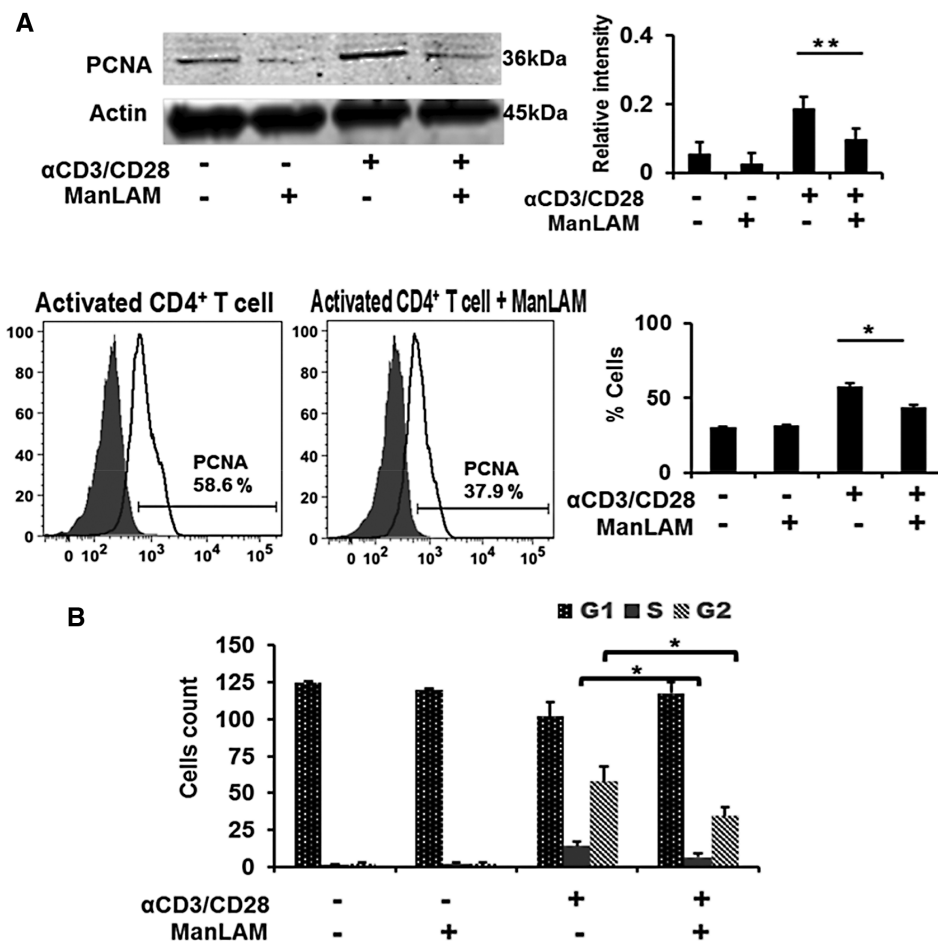 A
PCNA
36kDa
Actin
45kDa
αCD3/CD28 - - + +
ManLAM - + - +
Relative intensity
0.4
0.2
0
**
αCD3/CD28 - - + +
ManLAM - + - +
Activated CD4⁺ T cell
100
80
60
40
20
0
PCNA
58.6 %
0 10² 10³ 10⁴ 10⁵
Activated CD4⁺ T cell + ManLAM
100
80
60
40
20
0
PCNA
37.9 %
0 10² 10³ 10⁴ 10⁵
% Cells
100
50
0
*
αCD3/CD28 - - + +
ManLAM - + - +
B
G1 S G2
Cells count
150
125
100
75
50
25
0
*
*
αCD3/CD28 - - + +
ManLAM - + - +